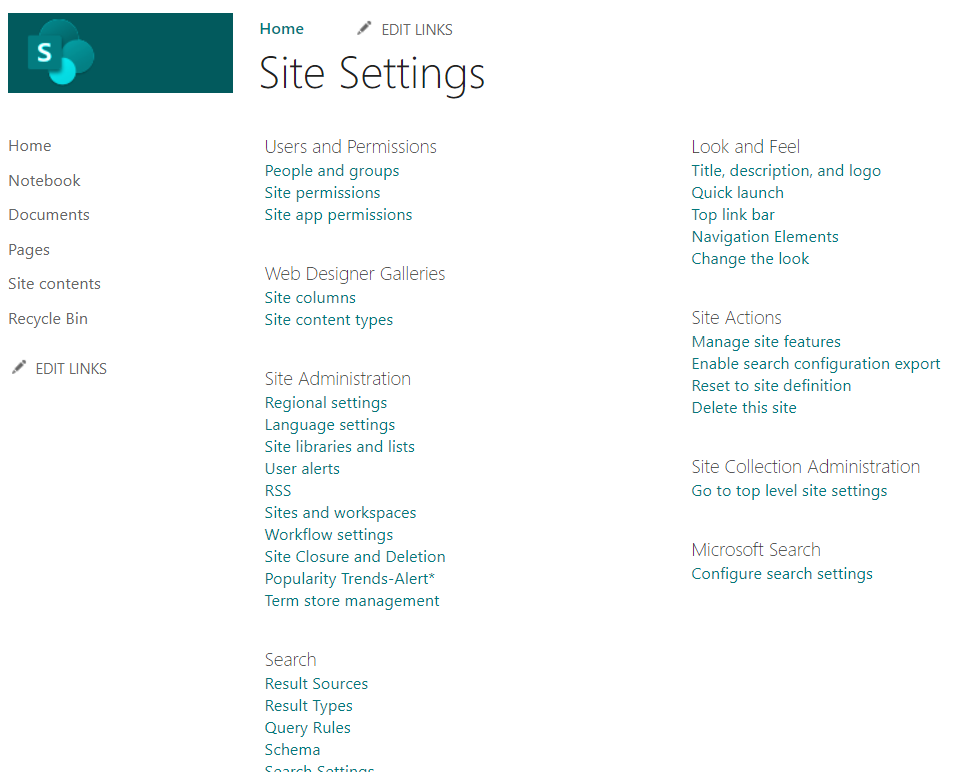 S
Home
EDIT LINKS
Site Settings
Home
Notebook
Documents
Pages
Site contents
Recycle Bin
EDIT LINKS
Users and Permissions
People and groups
Site permissions
Site app permissions
Web Designer Galleries
Site columns
Site content types
Site Administration
Regional settings
Language settings
Site libraries and lists
User alerts
RSS
Sites and workspaces
Workflow settings
Site Closure and Deletion
Popularity Trends-Alert*
Term store management
Search
Result Sources
Result Types
Query Rules
Schema
Search Settings
Look and Feel
Title, description, and logo
Quick launch
Top link bar
Navigation Elements
Change the look
Site Actions
Manage site features
Enable search configuration export
Reset to site definition
Delete this site
Site Collection Administration
Go to top level site settings
Microsoft Search
Configure search settings